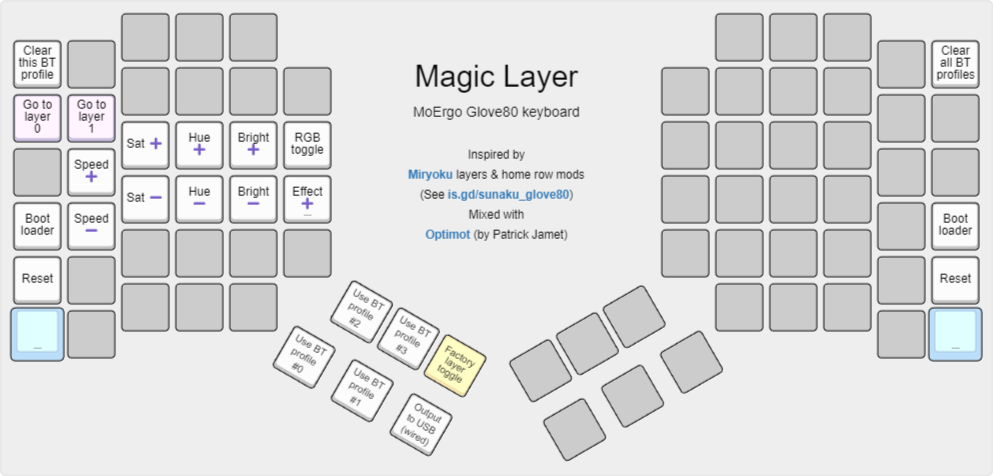 Magic Layer
MoErgo Glove80 keyboard
Inspired by
Miryoku layers & home row mods
(See is.gd/sunaku_glove80)
Mixed with
Optimot (by Patrick Jamet)
Clear
this BT
profile
Go to
layer
0
Go to
layer
1
Sat +
Hue
+
Bright
+
RGB
toggle
Speed
+
Sat −
Hue
−
Bright
−
Effect
+
_
Boot
loader
Speed
−
Reset
_
Use BT
profile
#2
Use BT
profile
#3
Factory
layer
toggle
Use BT
profile
#0
Use BT
profile
#1
Output
to USB
(wired)
Clear
all BT
profiles
Boot
loader
Reset
_